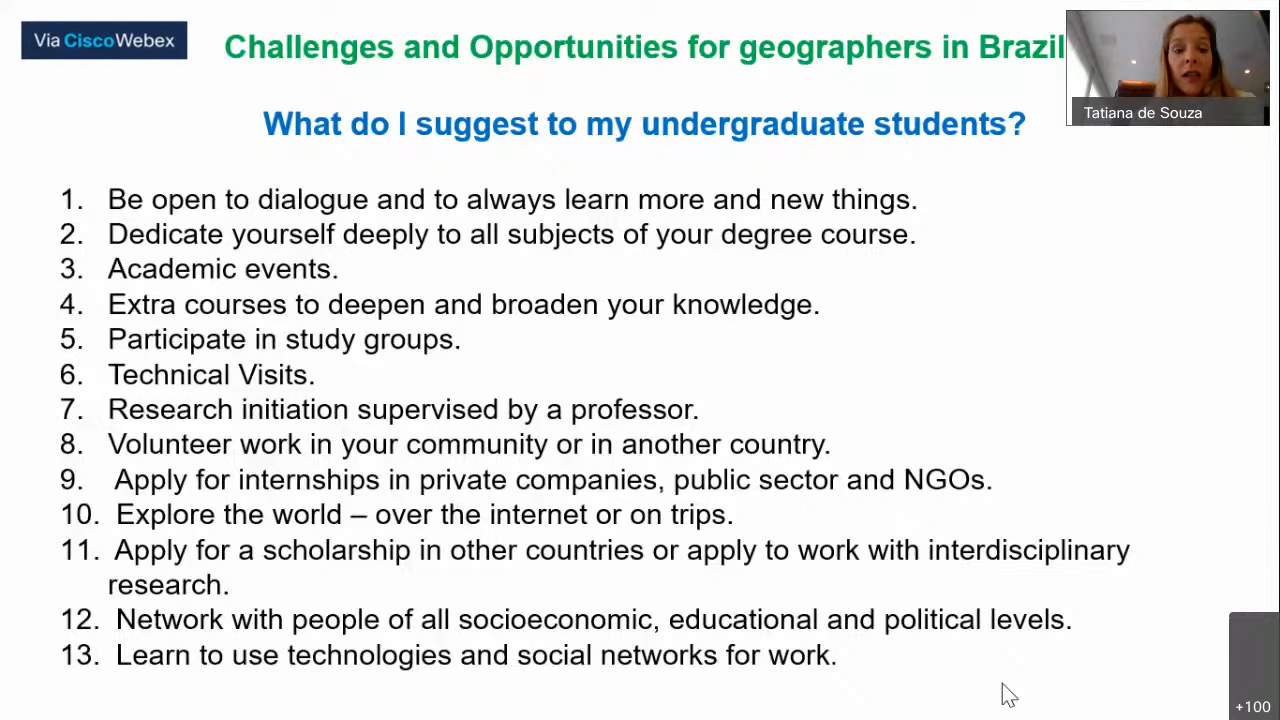 Via CiscoWebex
Challenges and Opportunities for geographers in Brazil
Tatiana de Souza
What do I suggest to my undergraduate students?
1. Be open to dialogue and to always learn more and new things.
2. Dedicate yourself deeply to all subjects of your degree course.
3. Academic events.
4. Extra courses to deepen and broaden your knowledge.
5. Participate in study groups.
6. Technical Visits.
7. Research initiation supervised by a professor.
8. Volunteer work in your community or in another country.
9. Apply for internships in private companies, public sector and NGOs.
10. Explore the world – over the internet or on trips.
11. Apply for a scholarship in other countries or apply to work with interdisciplinary
research.
12. Network with people of all socioeconomic, educational and political levels.
13. Learn to use technologies and social networks for work.
+100